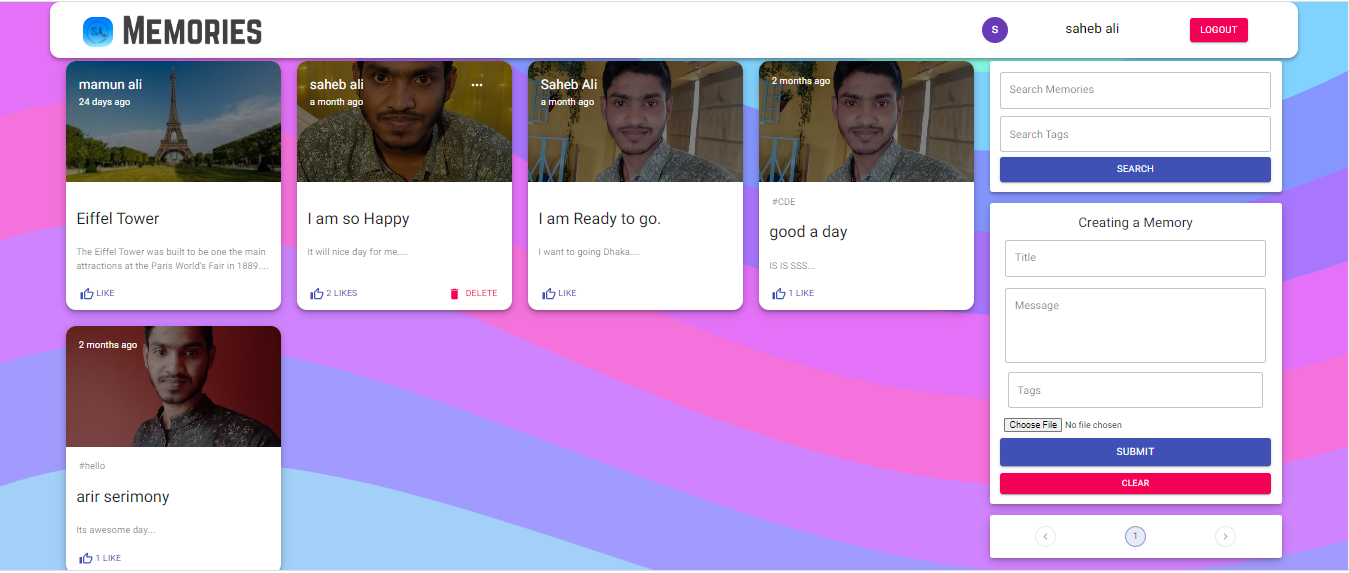 SA
MEMORIES
S
saheb ali
LOGOUT
mamun ali
24 days ago
Eiffel Tower
The Eiffel Tower was built to be one the main
attractions at the Paris World's Fair in 1889....
LIKE
saheb ali
a month ago
I am so Happy
It will nice day for me....
2 LIKES
DELETE
Saheb Ali
a month ago
I am Ready to go.
I want to going Dhaka....
LIKE
2 months ago
#CDE
good a day
IS IS SSS...
1 LIKE
2 months ago
#hello
arir serimony
Its awesome day...
1 LIKE
Search Memories
Search Tags
SEARCH
Creating a Memory
Title
Message
Tags
Choose File No file chosen
SUBMIT
CLEAR
1